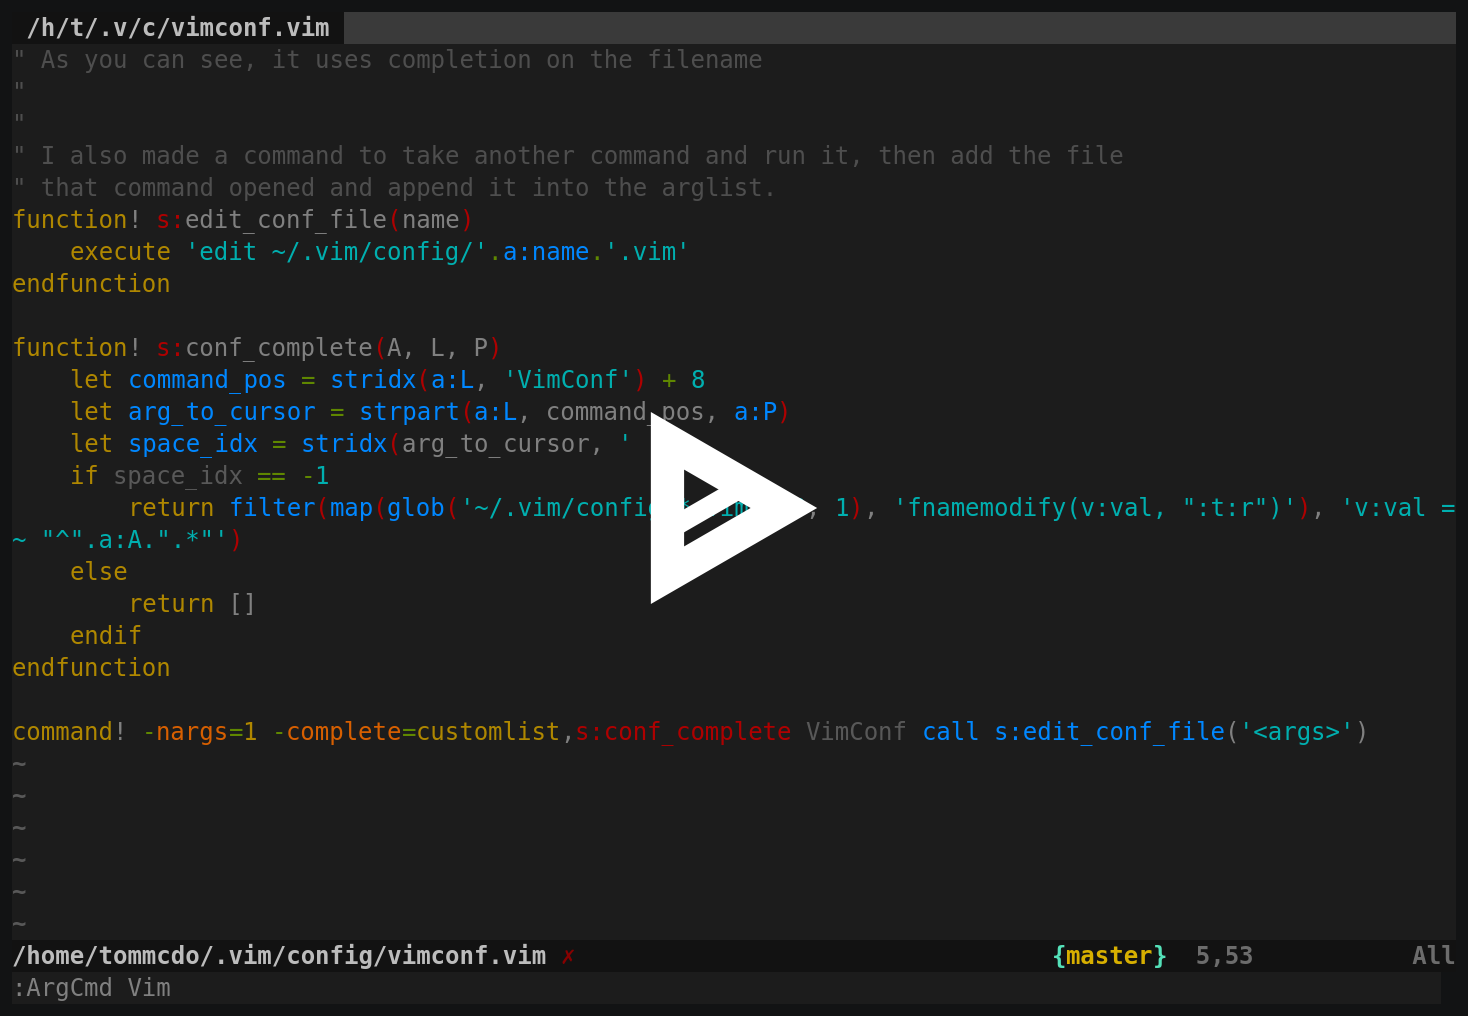 /h/t/.v/c/vimconf.vim
" As you can see, it uses completion on the filename
"
"
" I also made a command to take another command and run it, then add the file
" that command opened and append it into the arglist.
function! s:edit_conf_file(name)
    execute 'edit ~/.vim/config/'.a:name.'.vim'
endfunction

function! s:conf_complete(A, L, P)
    let command_pos = stridx(a:L, 'VimConf') + 8
    let arg_to_cursor = strpart(a:L, command_pos, a:P)
    let space_idx = stridx(arg_to_cursor, '
    if space_idx == -1
        return filter(map(glob('~/.vim/config , 1), 'fnamemodify(v:val, ":t:r")'), 'v:val =
~ "^".a:A.".*"')
    else
        return []
    endif
endfunction

command! -nargs=1 -complete=customlist,s:conf_complete VimConf call s:edit_conf_file('<args>')
~
~
~
~
~
~
/home/tommcdo/.vim/config/vimconf.vim ✗ {master} 5,53 All
:ArgCmd Vim